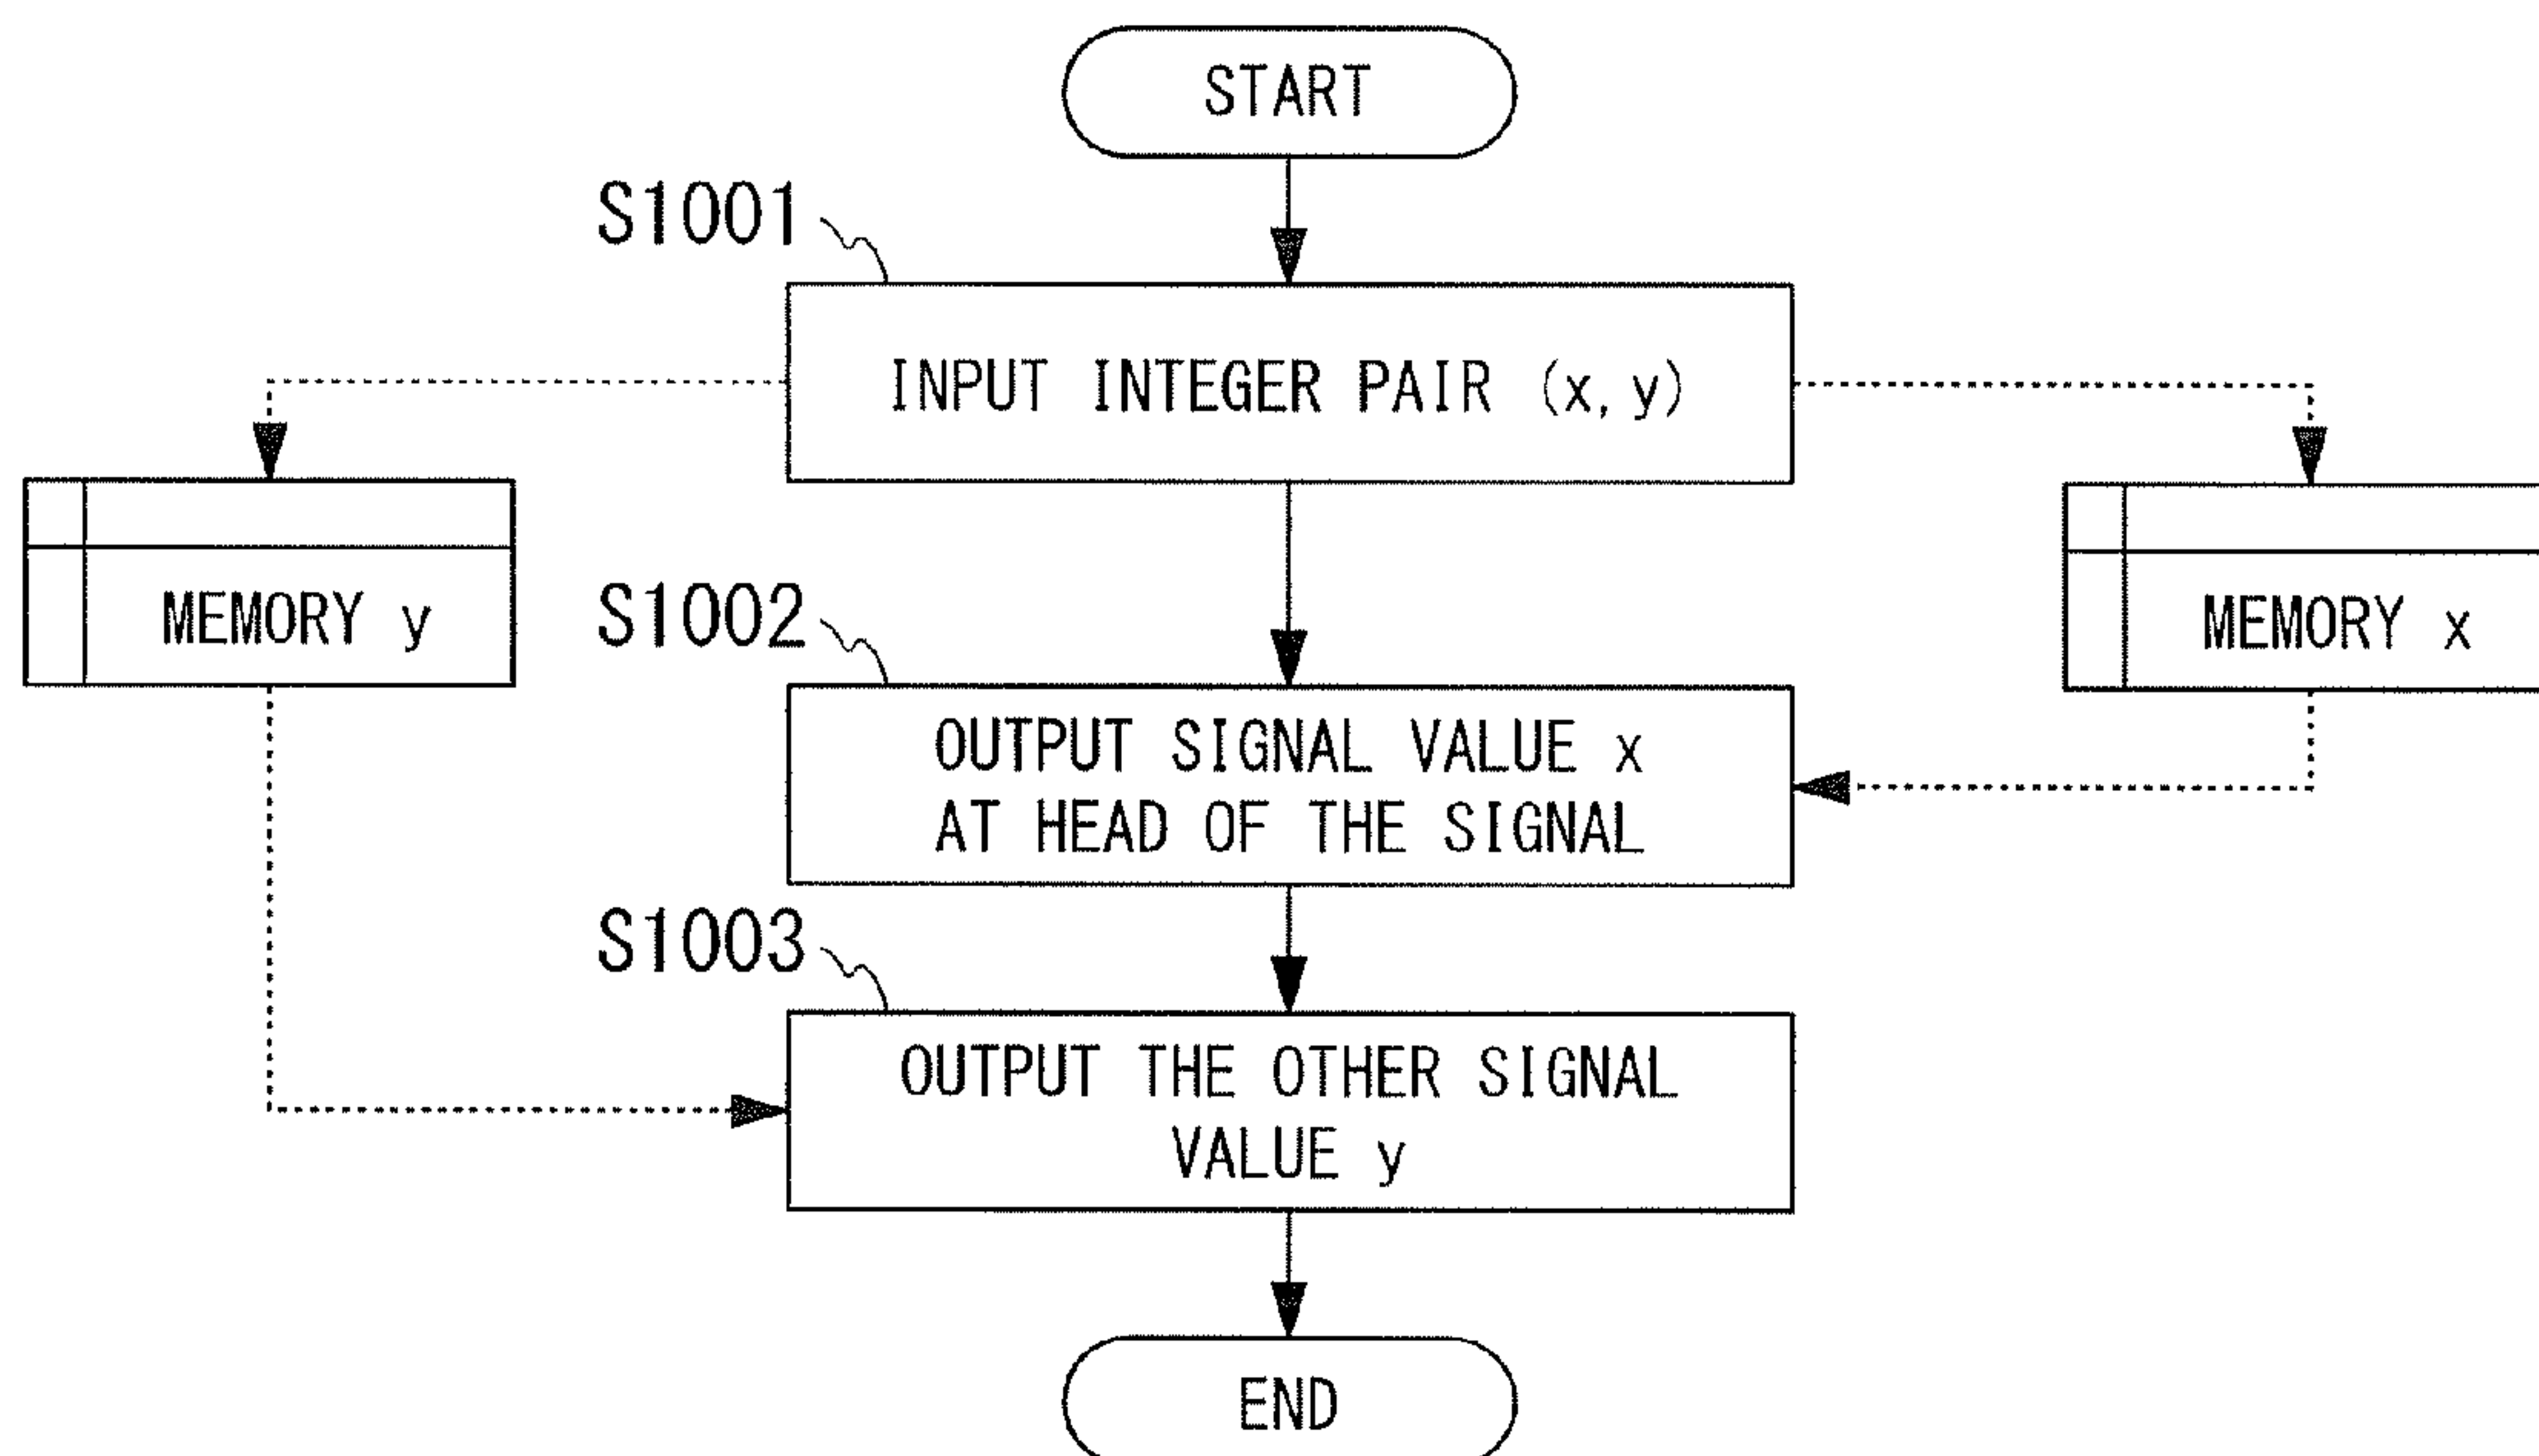 START
S1001
INPUT INTEGER PAIR (x, y)
MEMORY y
MEMORY x
S1002
OUTPUT SIGNAL VALUE x
AT HEAD OF THE SIGNAL
S1003
OUTPUT THE OTHER SIGNAL
VALUE y
END